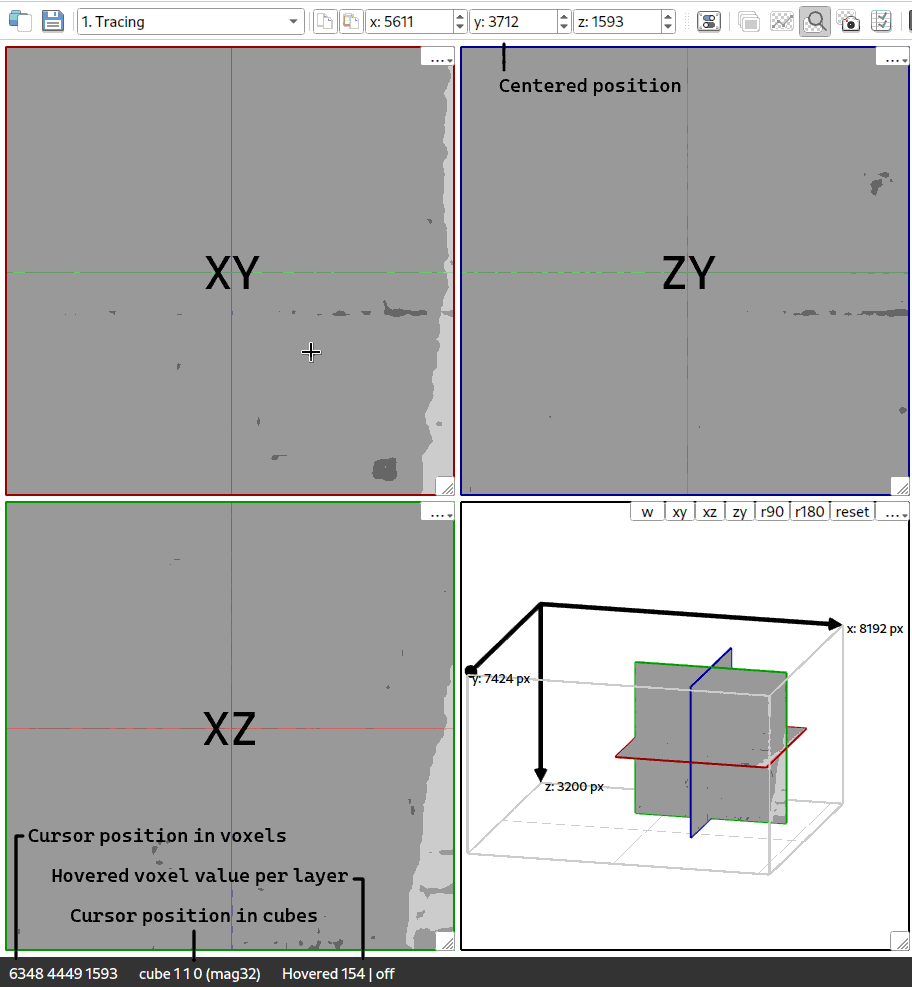 1. Tracing x: 5611 y: 3712 z: 1593
...
...
Centered position
XY
ZY
...
w xy xz zy r90 r180 reset ...
x: 8192 px
y: 7424 px
XZ
z: 3200 px
Cursor position in voxels
Hovered voxel value per layer
Cursor position in cubes
6348 4449 1593 cube 1 1 0 (mag32) Hovered 154 | off